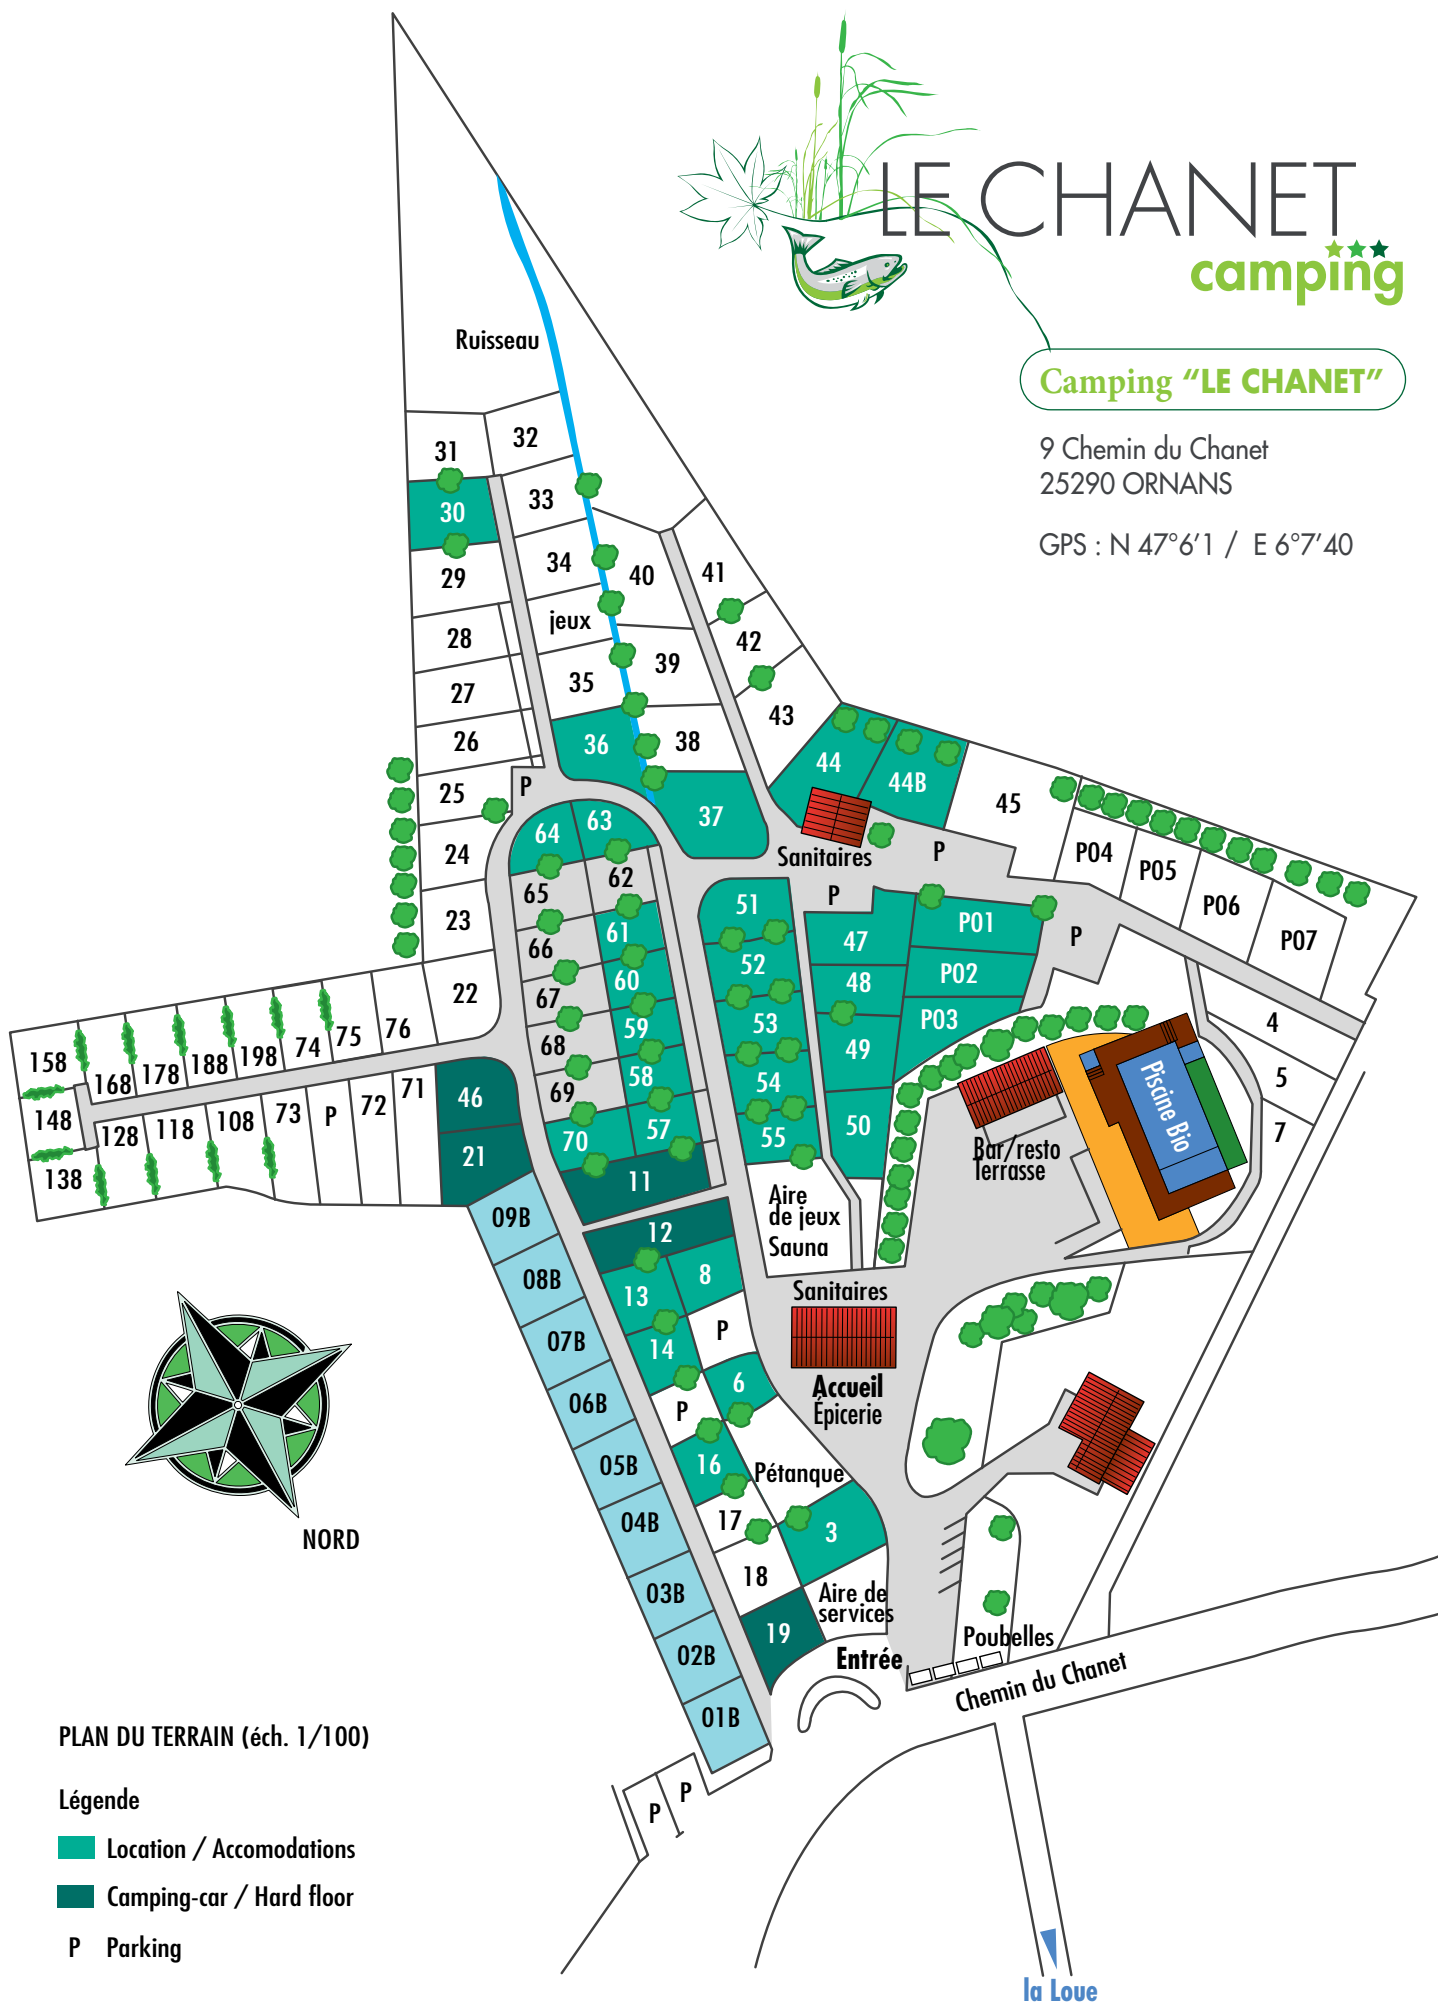 LE CHANET
camping
Camping “LE CHANET”
9 Chemin du Chanet
25290 ORNANS
GPS : N 47°6’1 / E 6°7’40
Ruisseau
31
32
30
33
29
34
40
41
28
jeux
42
27
35
39
43
26
36
38
44
44B
45
25
P
37
64
63
Sanitaires
P
P04
P05
P06
P07
24
65
62
51
P
23
66
61
47
P01
P
22
67
60
52
48
P02
4
68
59
53
49
P03
5
69
58
54
50
7
70
57
55
Bar/resto
Terrasse
Piscine Bio
158
168
178
188
198
74
75
76
148
138
128
118
108
73
P
72
71
46
21
11
12
Aire
de jeux
Sauna
09B
08B
13
8
Sanitaires
07B
14
P
Accueil
Épicerie
06B
P
6
05B
16
Pétanque
04B
17
3
03B
18
Aire de
services
02B
19
Entrée
Poubelles
01B
Chemin du Chanet
P
P
NORD
PLAN DU TERRAIN (éch. 1/100)
Légende
Location / Accomodations
Camping-car / Hard floor
P Parking
la Loue